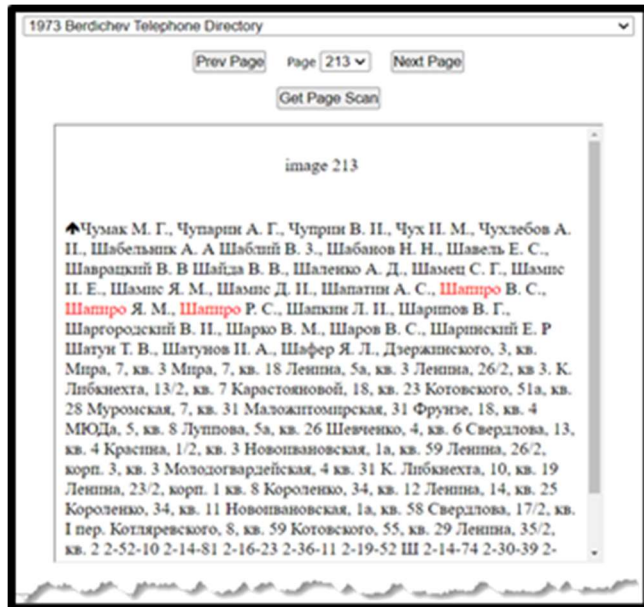 1973 Berdichev Telephone Directory
Prev Page Page 213 Next Page
Get Page Scan
image 213
🡅Чумак М. Г., Чупарин А. Г., Чуприн В. П., Чух П. М., Чухлебов А.
П., Шабельник А. А Шаблий В. З., Шабанов Н. Н., Шавель Е. С.,
Шаврацкий В. В Шайда В. В., Шаленко А. Д., Шамец С. Г., Шамис
П. Е., Шамис Я. М., Шамис Д. П., Шапатин А. С., Шапиро В. С.,
Шапиро Я. М., Шапиро Р. С., Шапкин Л. П., Шарипов В. Г.,
Шаргородский В. П., Шарко В. М., Шаров В. С., Шаринский Е. Р
Шатун Т. В., Шатунов П. А., Шафер Я. Л., Дзержинского, 3, кв.
Мира, 7, кв. 3 Мира, 7, кв. 18 Ленина, 5а, кв. 3 Ленина, 26/2, кв 3. К.
Либкнехта, 13/2, кв. 7 Карастояновой, 18, кв. 23 Котовского, 51а, кв.
28 Муромская, 7, кв. 31 Маложитомирская, 31 Фрунзе, 18, кв. 4
МЮДа, 5, кв. 8 Луппова, 5а, кв. 26 Шевченко, 4, кв. 6 Свердлова, 13,
кв. 4 Красина, 1/2, кв. 3 Новоивановская, 1а, кв. 59 Ленина, 26/2,
корп. 3, кв. 3 Молодогвардейская, 4 кв. 31 К. Либкнехта, 10, кв. 19
Ленина, 23/2, корп. 1 кв. 8 Короленко, 34, кв. 12 Ленина, 14, кв. 25
Короленко, 34, кв. 11 Новоивановская, 1а, кв. 58 Свердлова, 17/2, кв.
I пер. Котляревского, 8, кв. 59 Котовского, 55, кв. 29 Ленина, 35/2,
кв. 2 2-52-10 2-14-81 2-16-23 2-36-11 2-19-52 Ш 2-14-74 2-30-39 2-